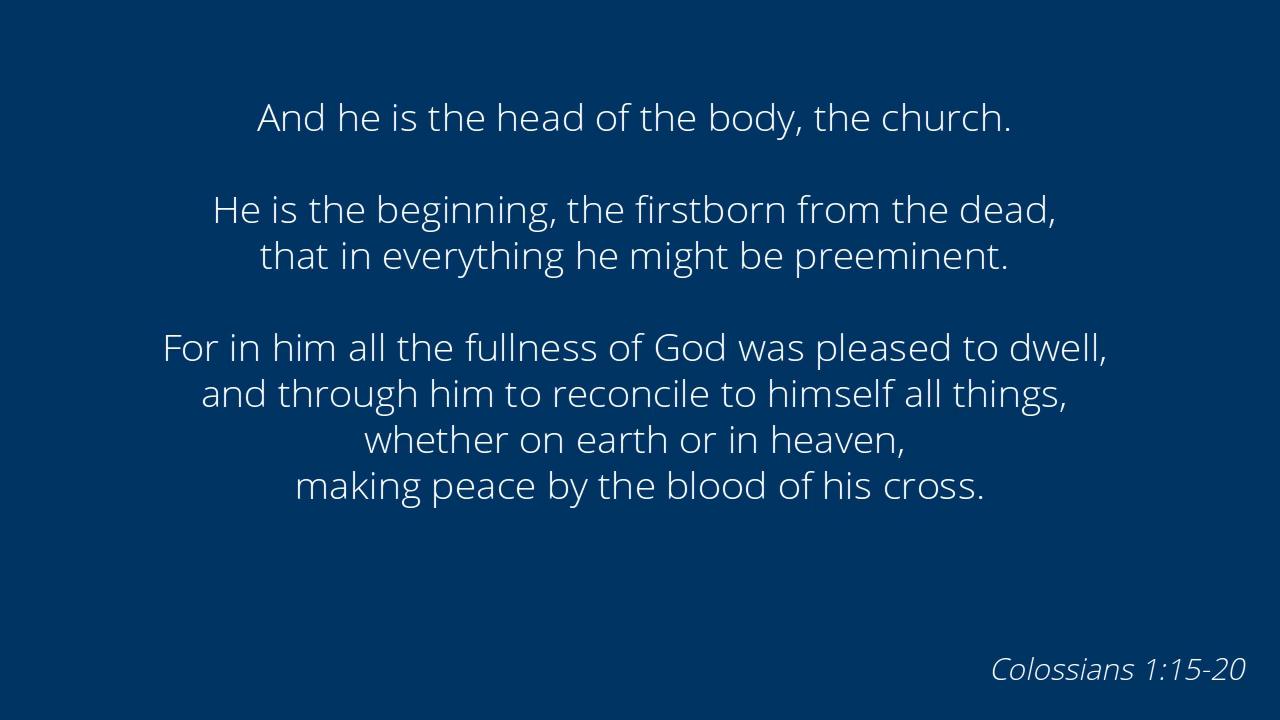 And he is the head of the body, the church.
He is the beginning, the firstborn from the dead,
that in everything he might be preeminent.
For in him all the fullness of God was pleased to dwell,
and through him to reconcile to himself all things,
whether on earth or in heaven,
making peace by the blood of his cross.
Colossians 1:15-20